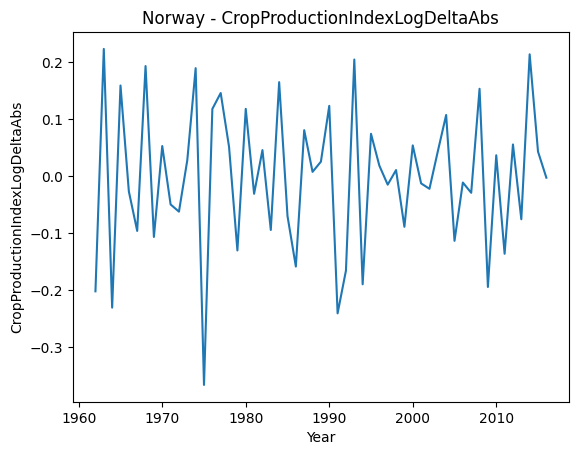 Norway - CropProductionIndexLogDeltaAbs
CropProductionIndexLogDeltaAbs
0.2
0.1
0.0
−0.1
−0.2
−0.3
1960 1970 1980 1990 2000 2010
Year